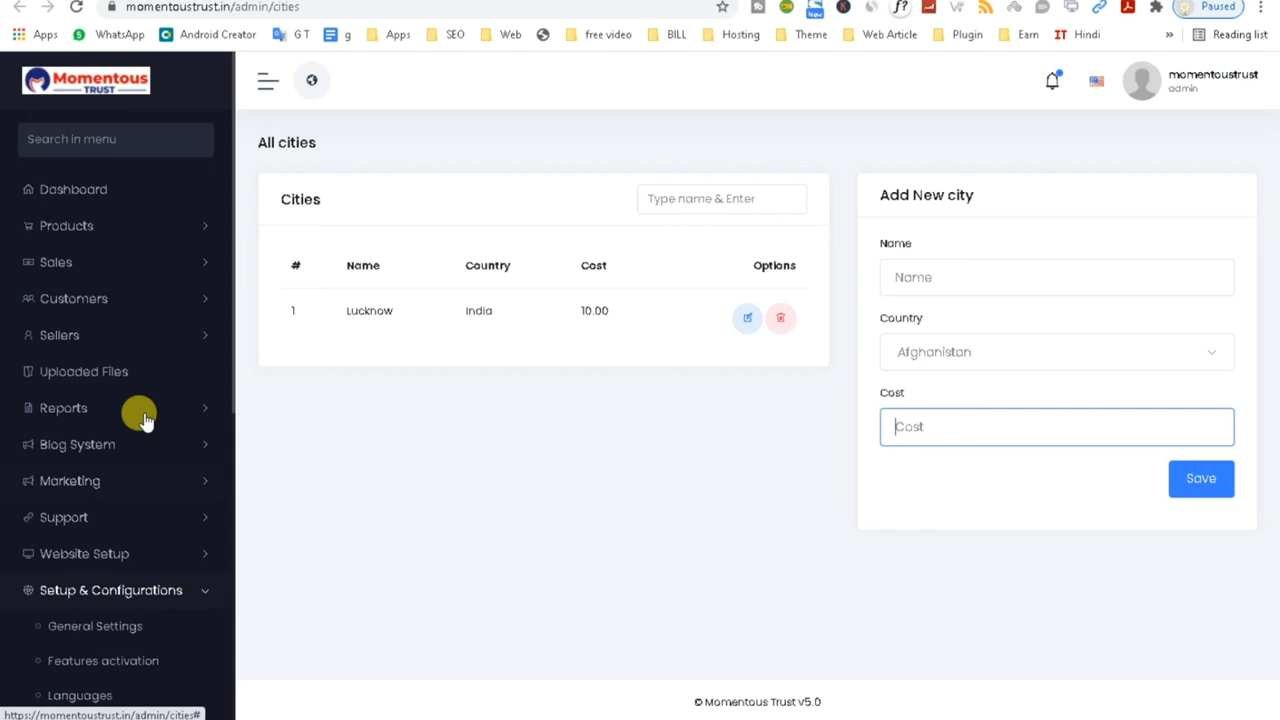 momentoustrust.in/admin/cities
Paused
Apps WhatsApp Android Creator G T g Apps SEO Web free video BILL Hosting Theme Web Article Plugin Earn IT Hindi » Reading list
Momentous
TRUST
momentoustrust
admin
Search in menu
All cities
Dashboard
Products
Sales
Customers
Sellers
Uploaded Files
Reports
Blog System
Marketing
Support
Website Setup
Setup & Configurations
General Settings
Features activation
Languages
Cities
Type name & Enter
# Name Country Cost Options
1 Lucknow India 10.00
Add New city
Name
Name
Country
Afghanistan
Cost
Cost
Save
© Momentous Trust v5.0
https://momentoustrust.in/admin/cities#